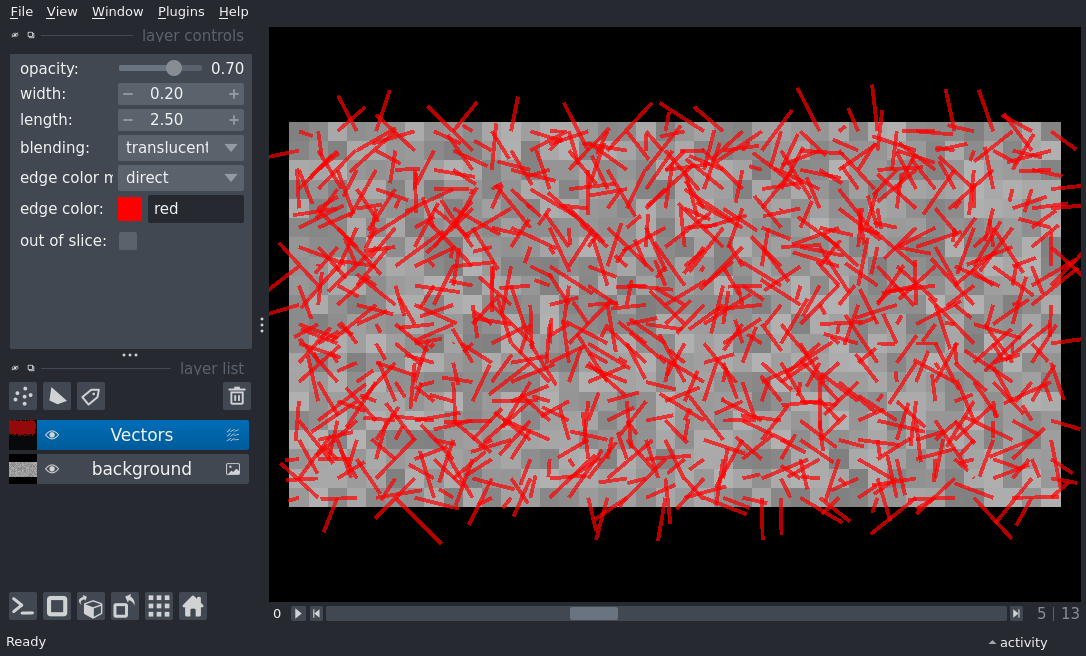 File View Window Plugins Help
layer controls
opacity: 0.70
width: − 0.20 +
length: − 2.50 +
blending: translucent
edge color m direct
edge color: red
out of slice:
layer list
Vectors
background
0 5 | 13
Ready activity